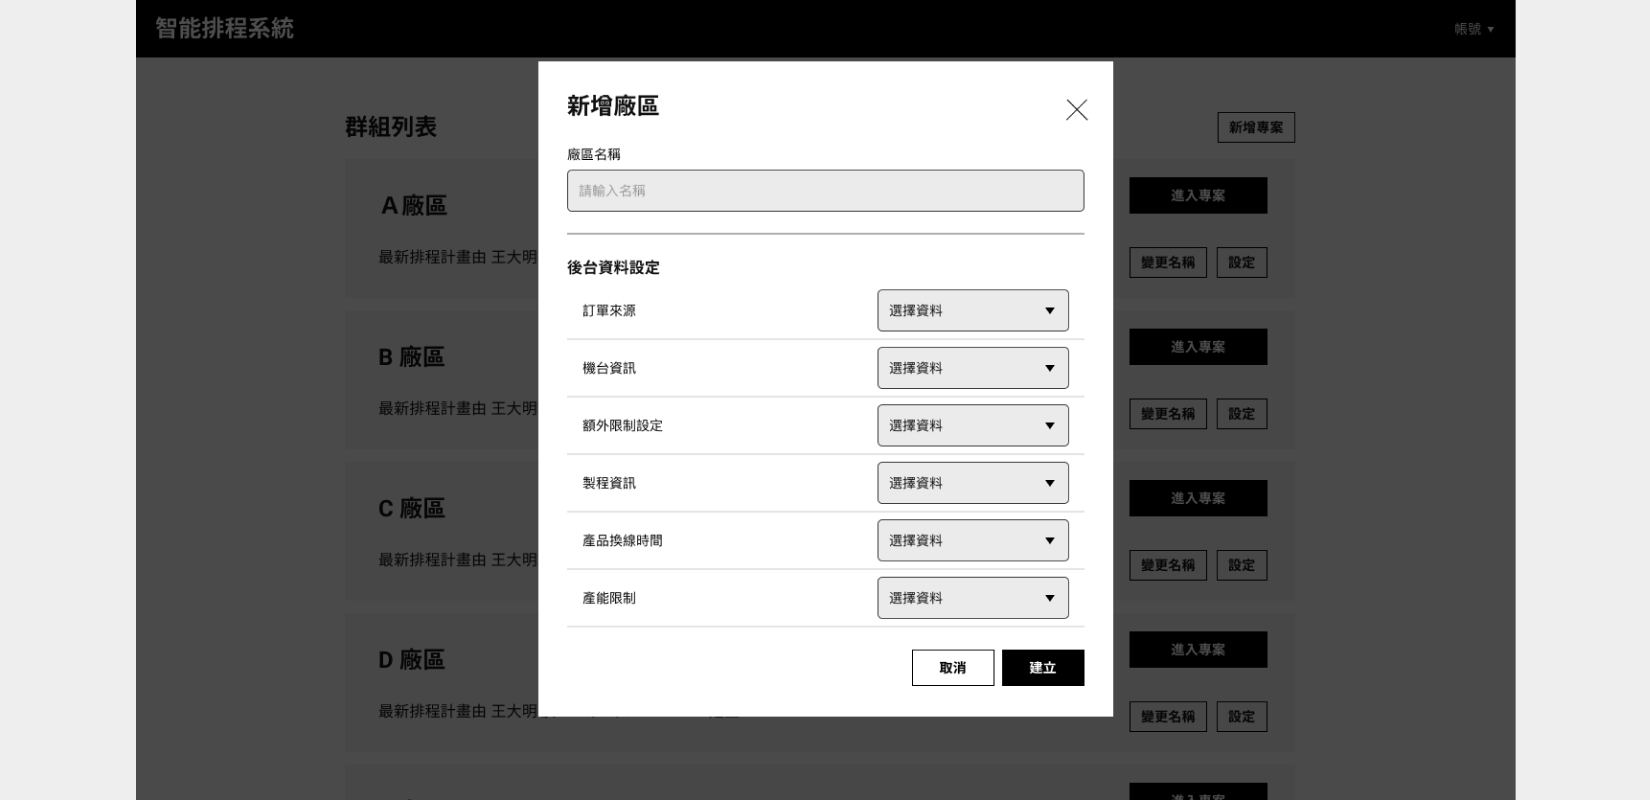 智能排程系統
帳號
群組列表
新增專案
A 廠區
進入專案
最新排程計畫由 王大明
變更名稱
設定
B 廠區
進入專案
最新排程計畫由 王大明
變更名稱
設定
C 廠區
進入專案
最新排程計畫由 王大明
變更名稱
設定
D 廠區
進入專案
最新排程計畫由 王大明
變更名稱
設定
進入專案
新增廠區
廠區名稱
請輸入名稱
後台資料設定
訂單來源
選擇資料
機台資訊
選擇資料
額外限制設定
選擇資料
製程資訊
選擇資料
產品換線時間
選擇資料
產能限制
選擇資料
取消
建立